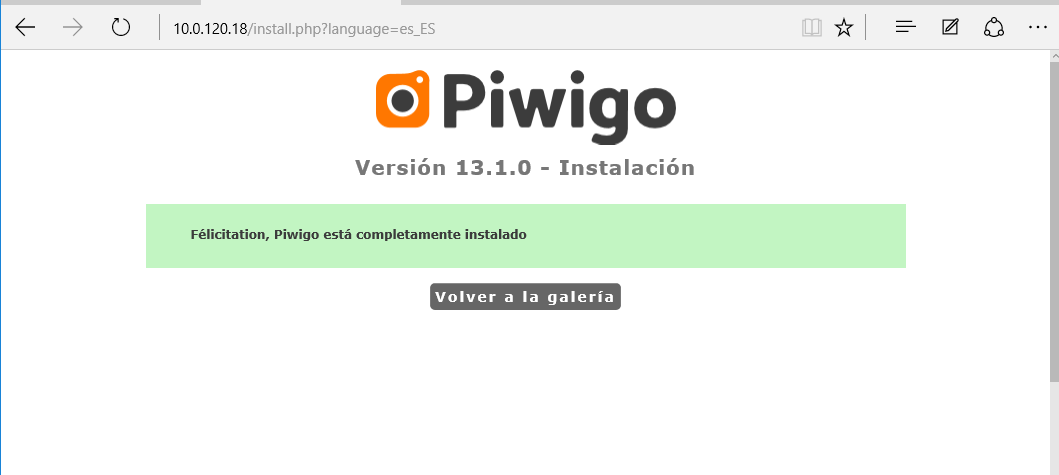 10.0.120.18/install.php?language=es_ES
Piwigo
Versión 13.1.0 - Instalación
Félicitation, Piwigo está completamente instalado
Volver a la galería